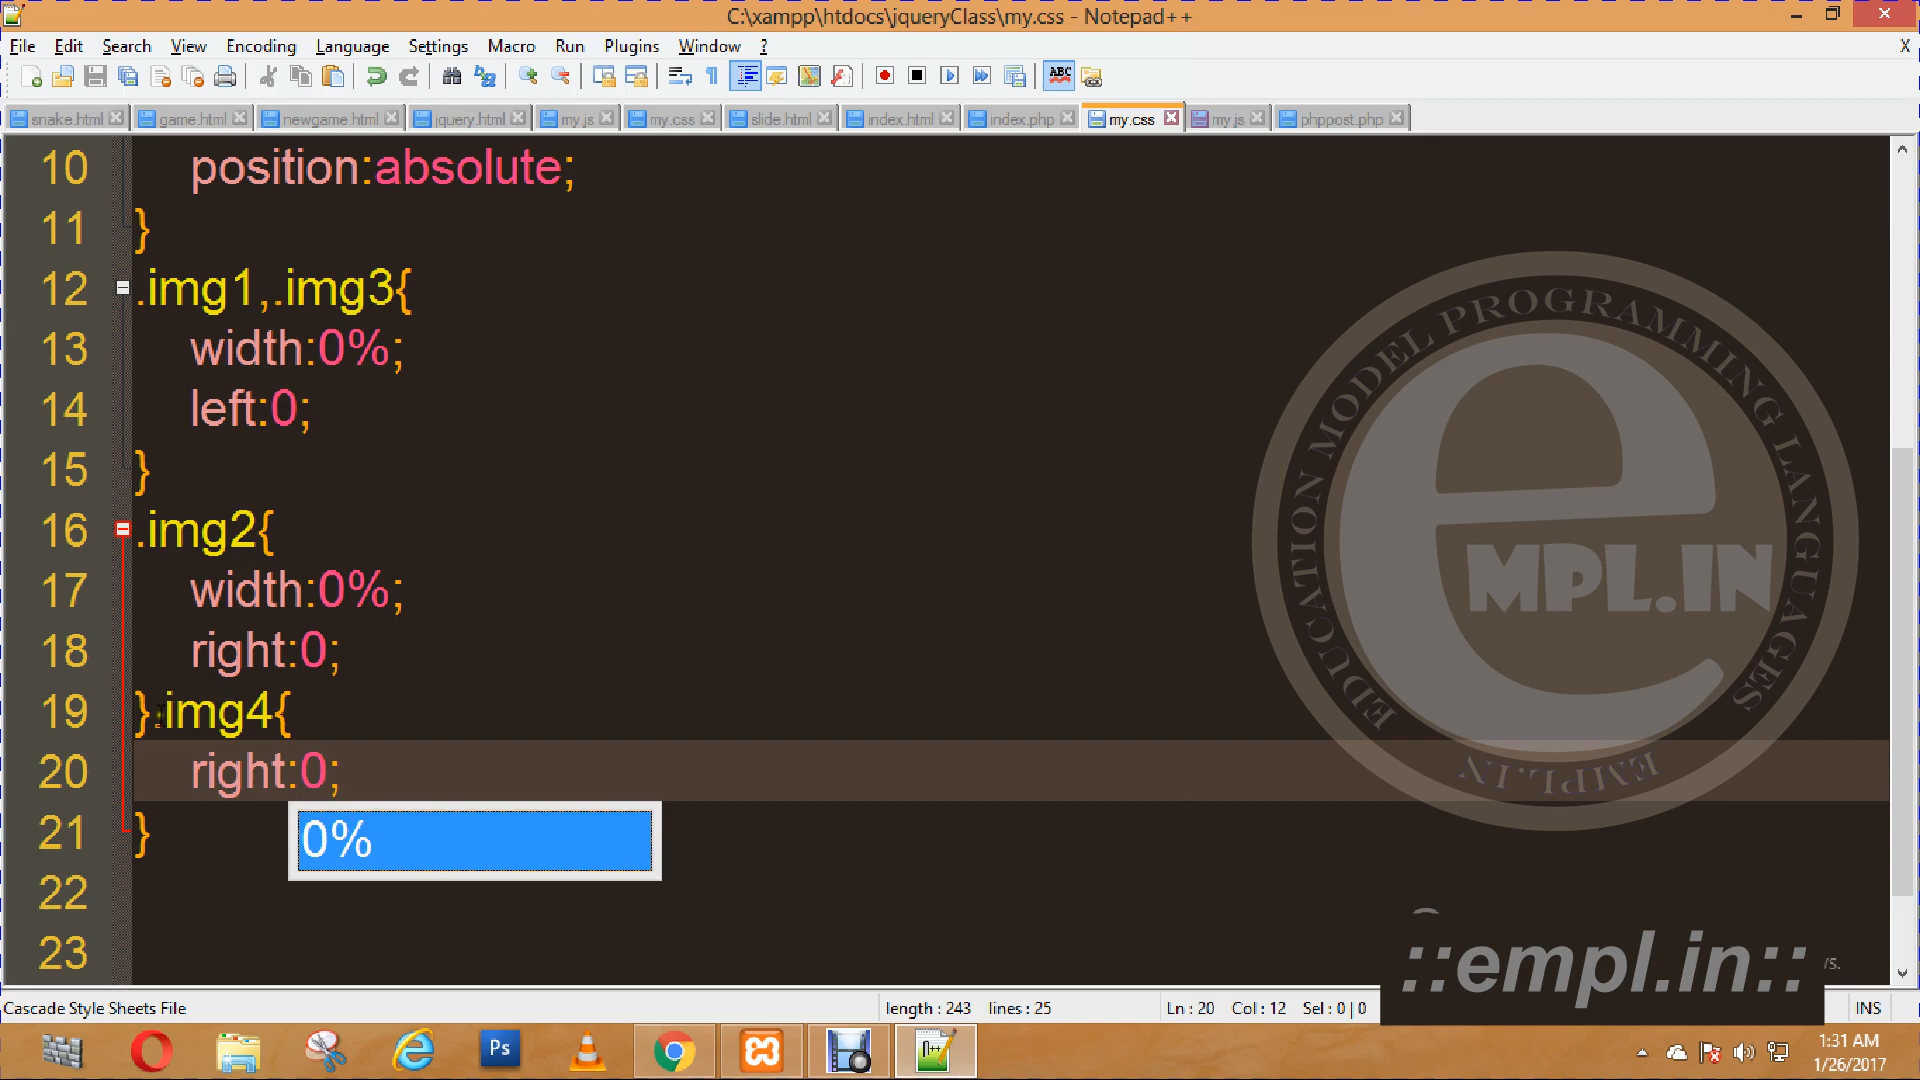 C:\xampp\htdocs\jqueryClass\my.css - Notepad++
File Edit Search View Encoding Language Settings Macro Run Plugins Window ? X
ABC
snake.html game.html newgame.html jquery.html my.js my.css slide.html index.html index.php my.css my.js phppost.php
10 position:absolute;
11 }
12 .img1,.img3{
13 width:0%;
14 left:0;
15 }
16 .img2{
17 width:0%;
18 right:0;
19 }.img4{
20 right:0;
21 }
0%
22
23
EDUCATION MODEL PROGRAMMING LANGUAGES
eMPL.IN
EMPL.IN
::empl.in::
Cascade Style Sheets File length : 243 lines : 25 Ln : 20 Col : 12 Sel : 0 | 0 INS
Ps
1:31 AM
1/26/2017